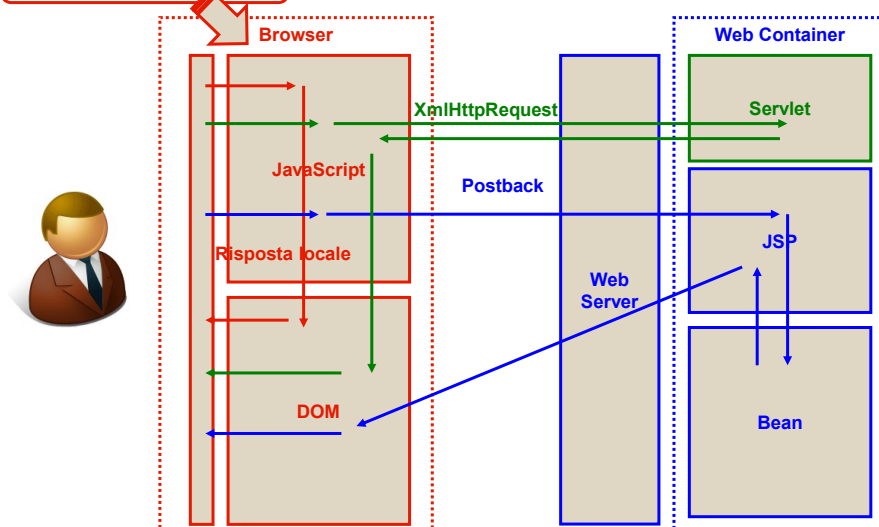 Browser
Web Container
XmlHttpRequest
Servlet
JavaScript
Postback
Risposta locale
JSP
Web
Server
DOM
Bean